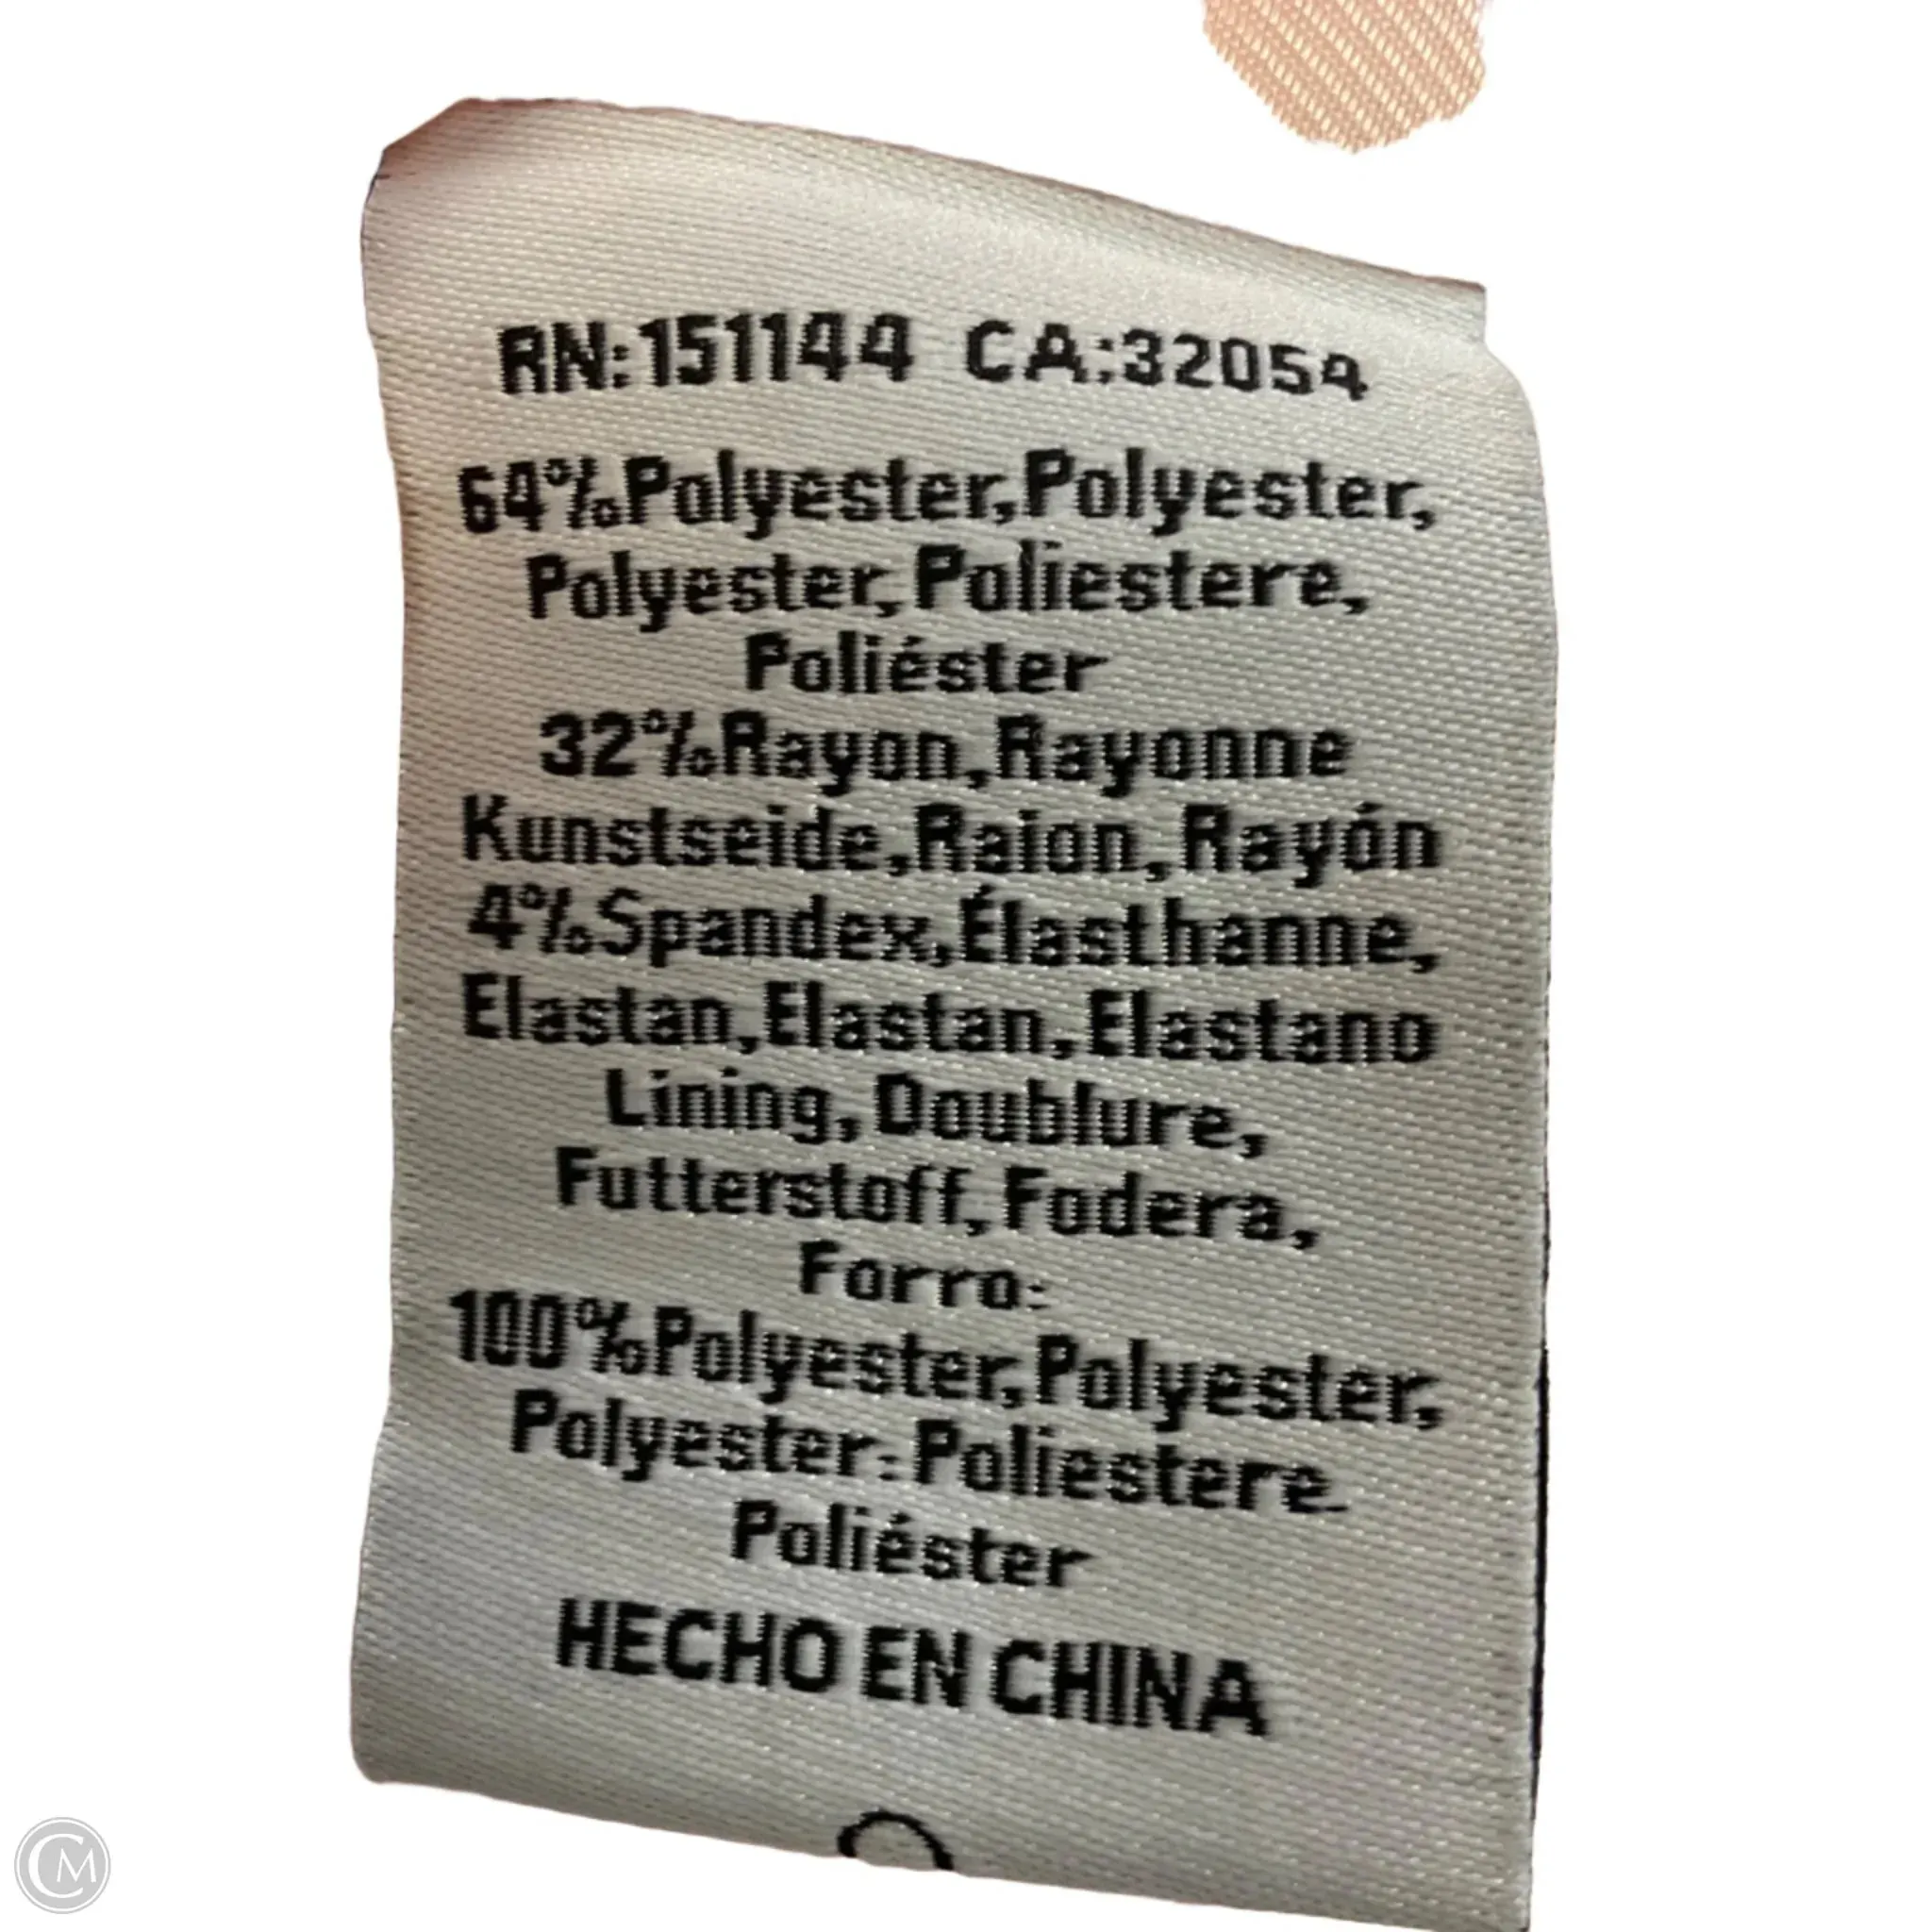 RN:151144 CA:32054
64%Polyester,Polyester,
Polyester,Poliestere,
Poliéster
32%Rayon,Rayonne
Kunstseide,Raion,Rayón
4%Spandex,Élasthanne,
Elastan,Elastan,Elastano
Lining,Doublure,
Futterstoff,Fodera,
Forro:
100%Polyester,Polyester,
Polyester,Poliestere.
Poliéster
HECHO EN CHINA
CM